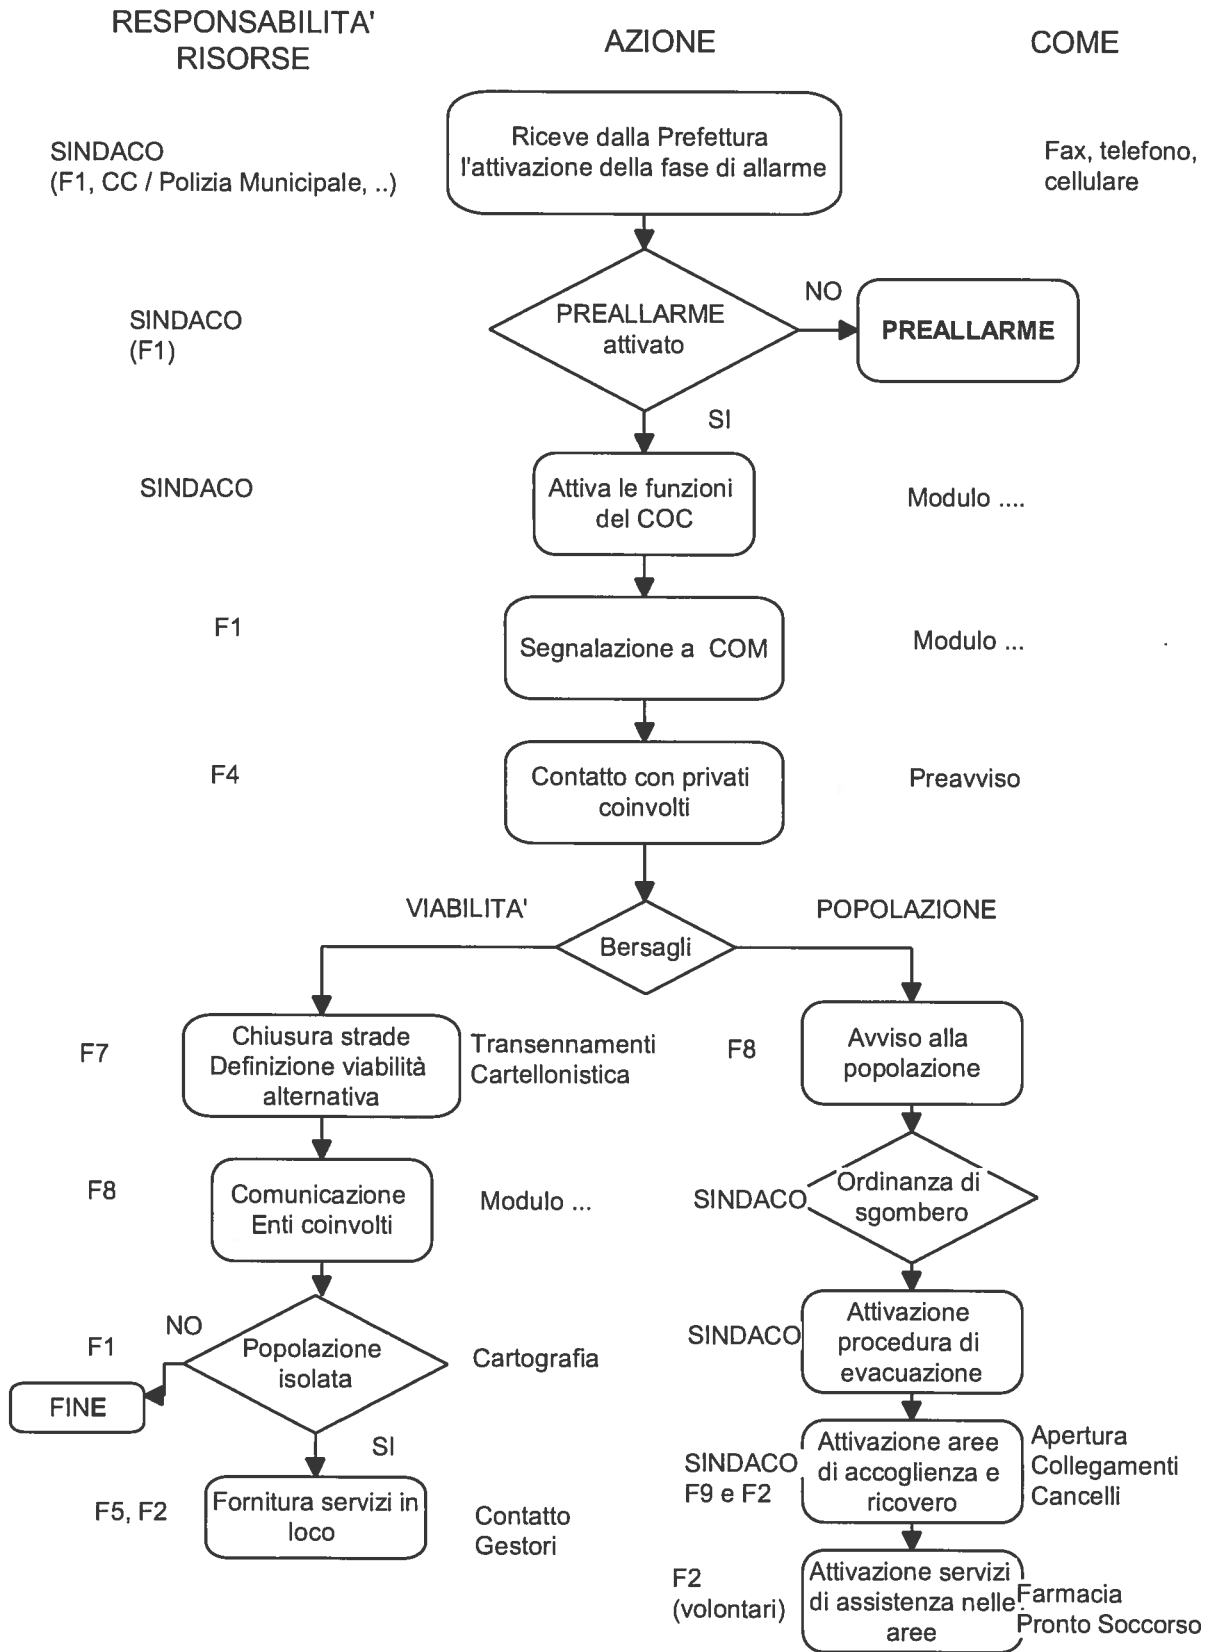 RESPONSABILITA'
RISORSE
AZIONE
COME
SINDACO
(F1, CC / Polizia Municipale, ..)
Riceve dalla Prefettura
l'attivazione della fase di allarme
Fax, telefono,
cellulare
SINDACO
(F1)
PREALLARME
attivato
NO
PREALLARME
SI
SINDACO
Attiva le funzioni
del COC
Modulo ....
F1
Segnalazione a COM
Modulo ...
F4
Contatto con privati
coinvolti
Preavviso
VIABILITA'
Bersagli
POPOLAZIONE
F7
Chiusura strade
Definizione viabilità
alternativa
Transennamenti
Cartellonistica
F8
Avviso alla
popolazione
F8
Comunicazione
Enti coinvolti
Modulo ...
SINDACO
Ordinanza di
sgombero
F1
NO
Popolazione
isolata
Cartografia
FINE
SI
SINDACO
Attivazione
procedura di
evacuazione
F5, F2
Fornitura servizi in
loco
Contatto
Gestori
SINDACO
F9 e F2
Attivazione aree
di accoglienza e
ricovero
Apertura
Collegamenti
Cancelli
F2
(volontari)
Attivazione servizi
di assistenza nelle
aree
Farmacia
Pronto Soccorso